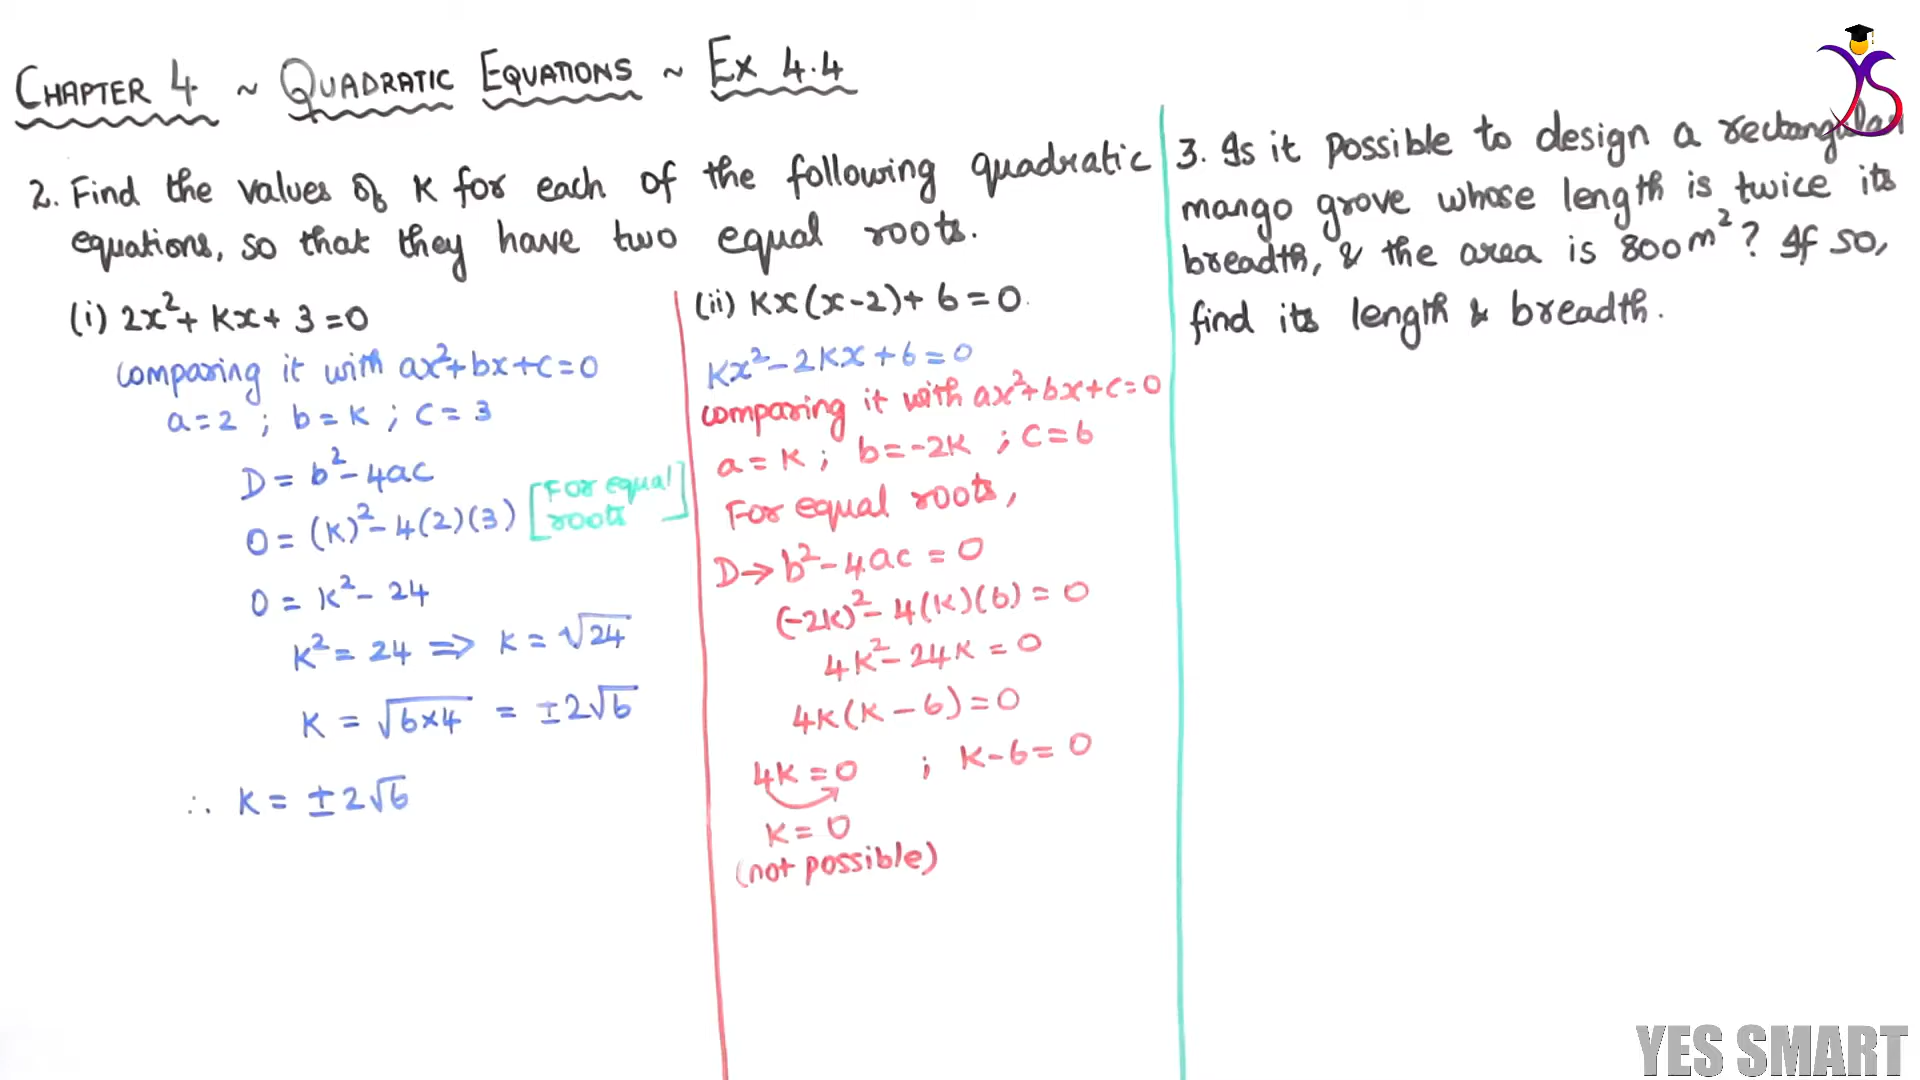 CHAPTER 4 ~ QUADRATIC EQUATIONS ~ EX 4.4
2. Find the values of K for each of the following quadratic
equations, so that they have two equal roots.
(i) 2x²+ Kx+ 3=0
comparing it with ax²+bx+c=0
a=2 ; b=K ; c=3
D = b²-4ac
0 = (K)²-4(2)(3) [For equal
roots]
0 = K²-24
K² = 24 ⇒ K = √24
K = √6×4 = ±2√6
∴ K = ±2√6
(ii) Kx(x-2)+ 6=0.
Kx²-2Kx+6=0
comparing it with ax²+bx+c=0
a=K ; b=-2K ; c=6
For equal roots,
D→ b²-4ac = 0
(-2K)²-4(K)(6) = 0
4K²-24K = 0
4K(K-6)=0
4K=0 ; K-6=0
K=0
(not possible)
3. Is it possible to design a rectangular
mango grove whose length is twice its
breadth, & the area is 800m²? If so,
find its length & breadth.
YES SMART